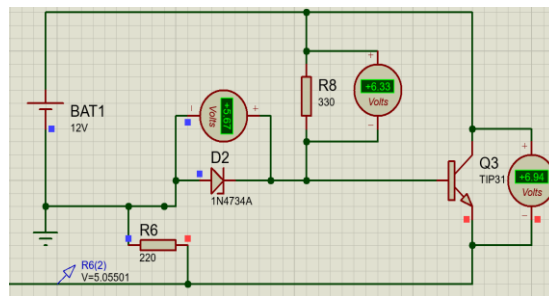 BAT1
12V
+5.67
Volts
D2
1N4734A
R8
330
+6.33
Volts
Q3
TIP31
+6.94
Volts
R6
220
R6(2)
V=5.05501